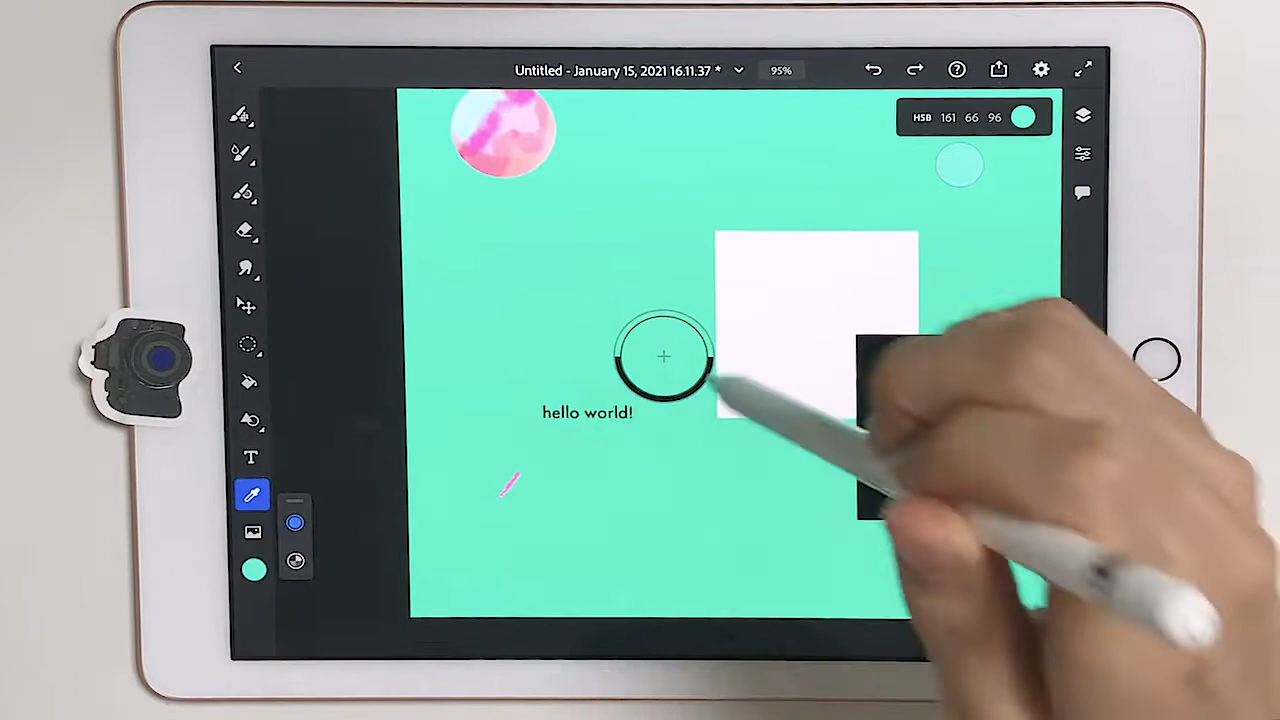 Untitled - January 15, 2021 16.11.37 *
95%
HSB 161 66 96
hello world!
T